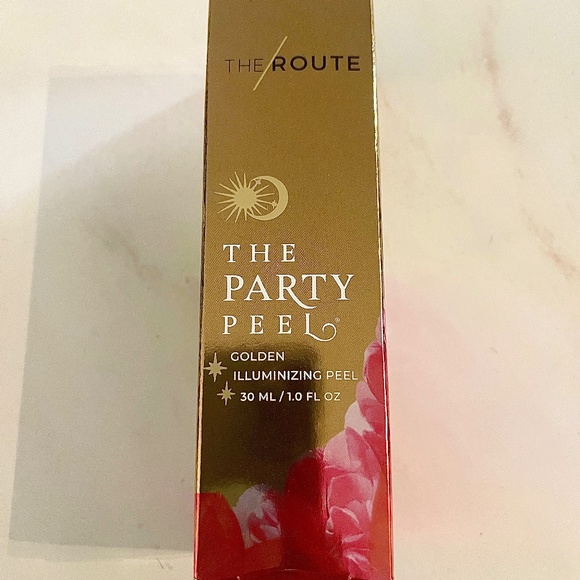 THE/ROUTE
THE
PARTY
PEEL®
GOLDEN
ILLUMINIZING PEEL
30 ML / 1.0 FL OZ